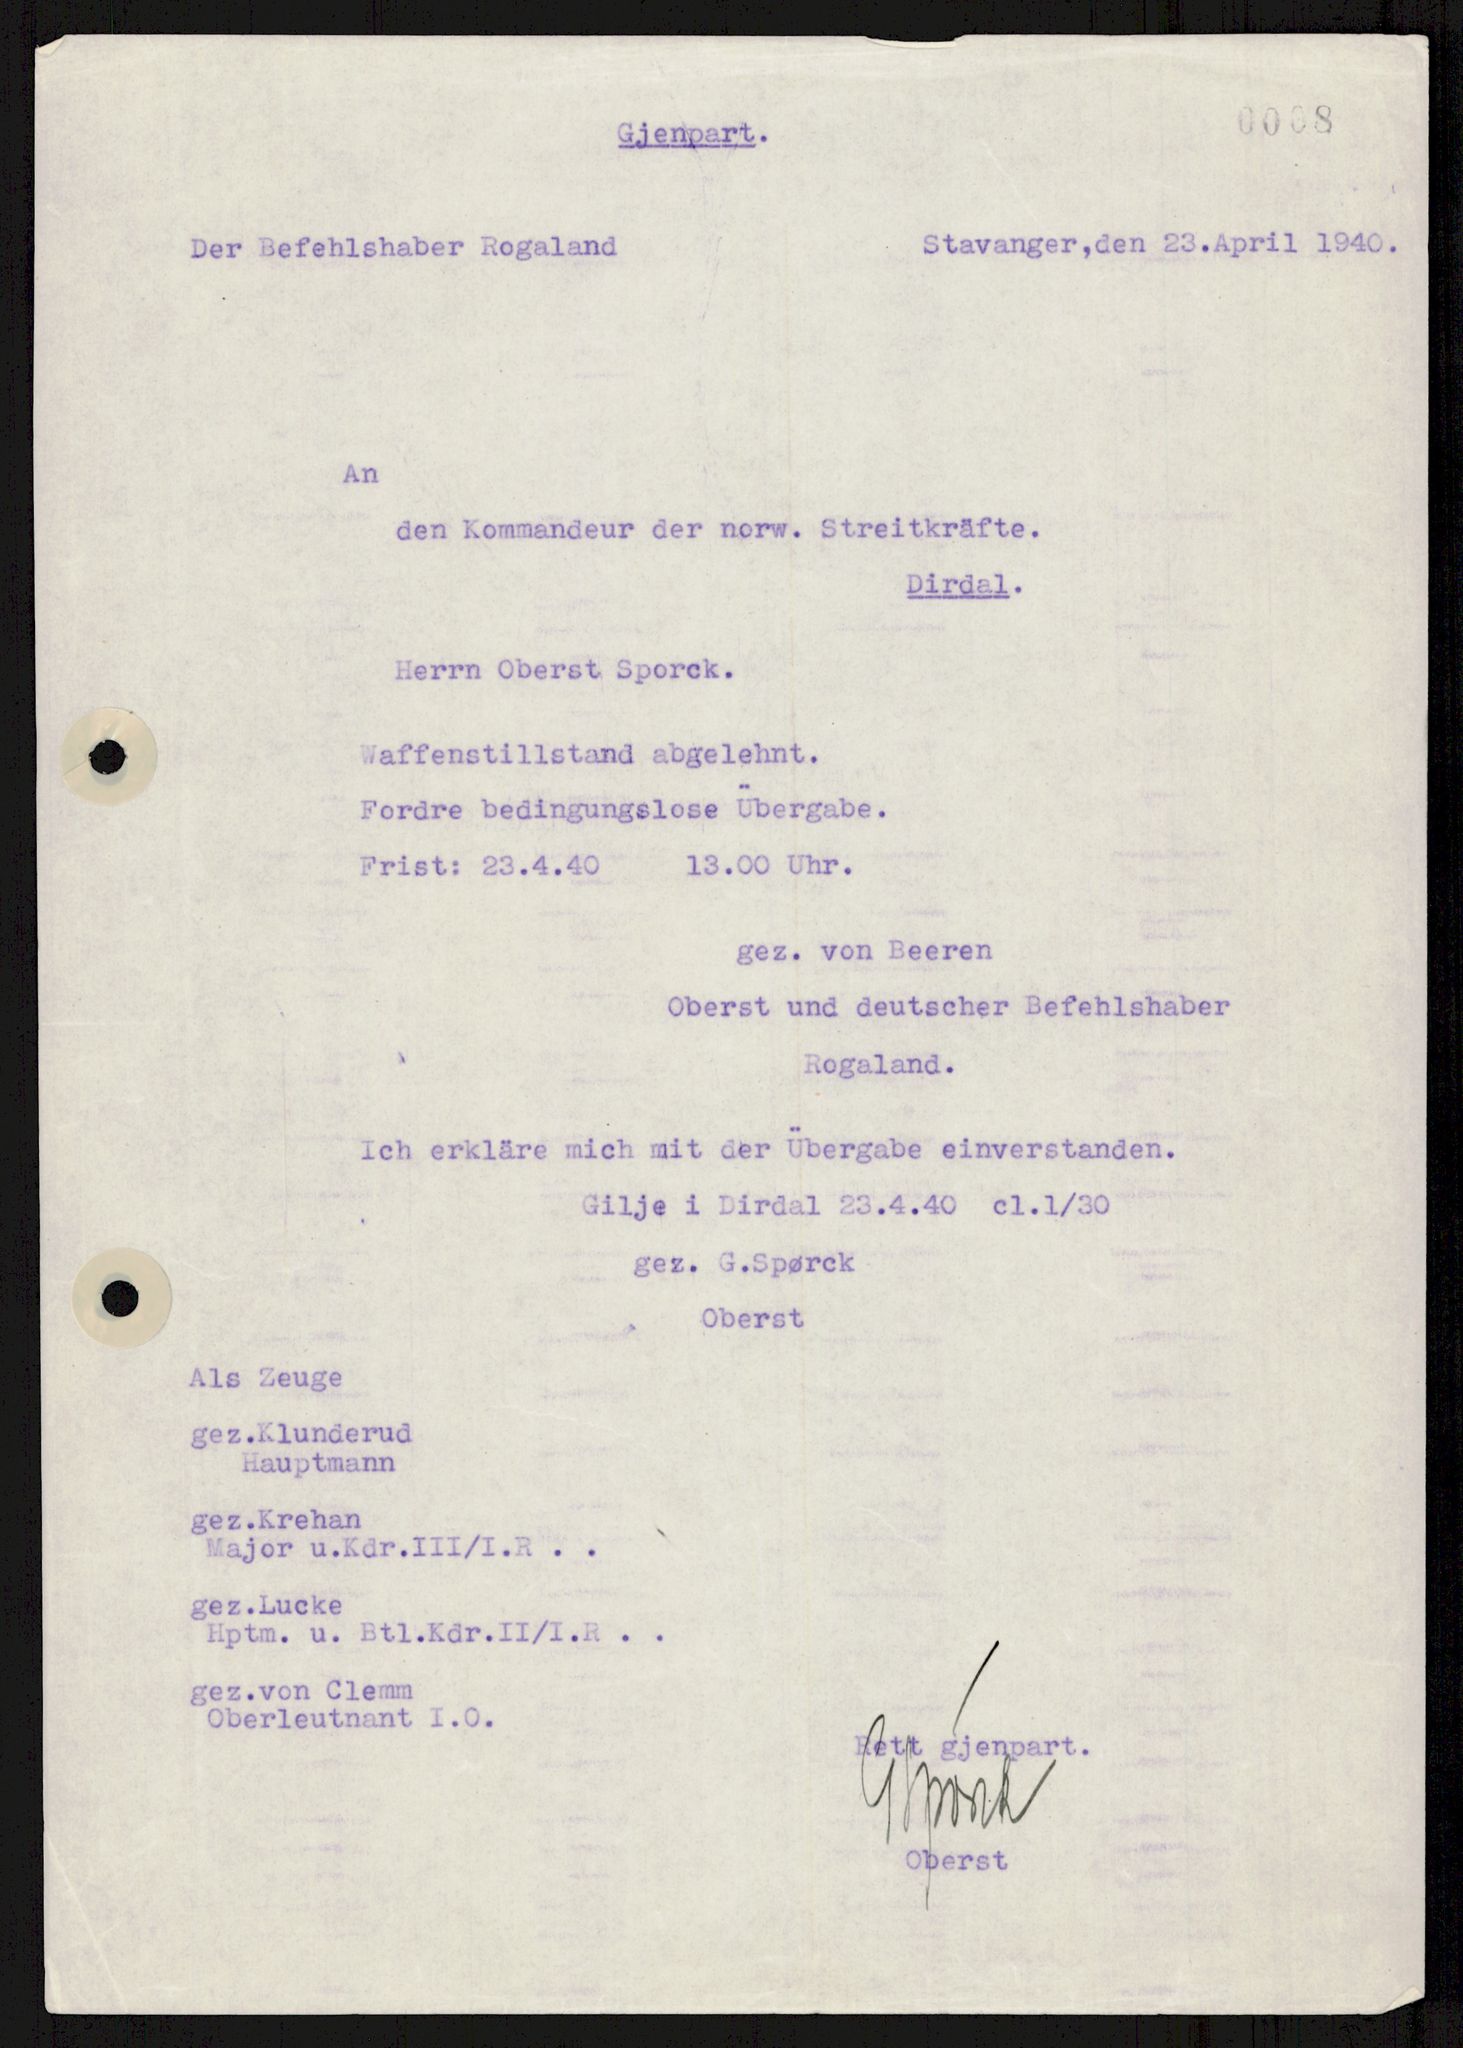 0008
Gjenpart.
Der Befehlshaber Rogaland Stavanger,den 23.April 1940.
An
den Kommandeur der norw. Streitkräfte.
Dirdal.
Herrn Oberst Sporck.
Waffenstillstand abgelehnt.
Fordre bedingungslose Übergabe.
Frist: 23.4.40 13.00 Uhr.
gez. von Beeren
Oberst und deutscher Befehlshaber
Rogaland.
Ich erkläre mich mit der Übergabe einverstanden.
Gilje i Dirdal 23.4.40 cl.1/30
gez. G.Spørck
Oberst
Als Zeuge
gez.Klunderud
Hauptmann
gez.Krehan
Major u.Kdr.III/I.R . .
gez.Lucke
Hptm. u. Btl.Kdr.II/I.R . .
gez.von Clemm
Oberleutnant I.O.
Rett gjenpart.
GSpörck
Oberst